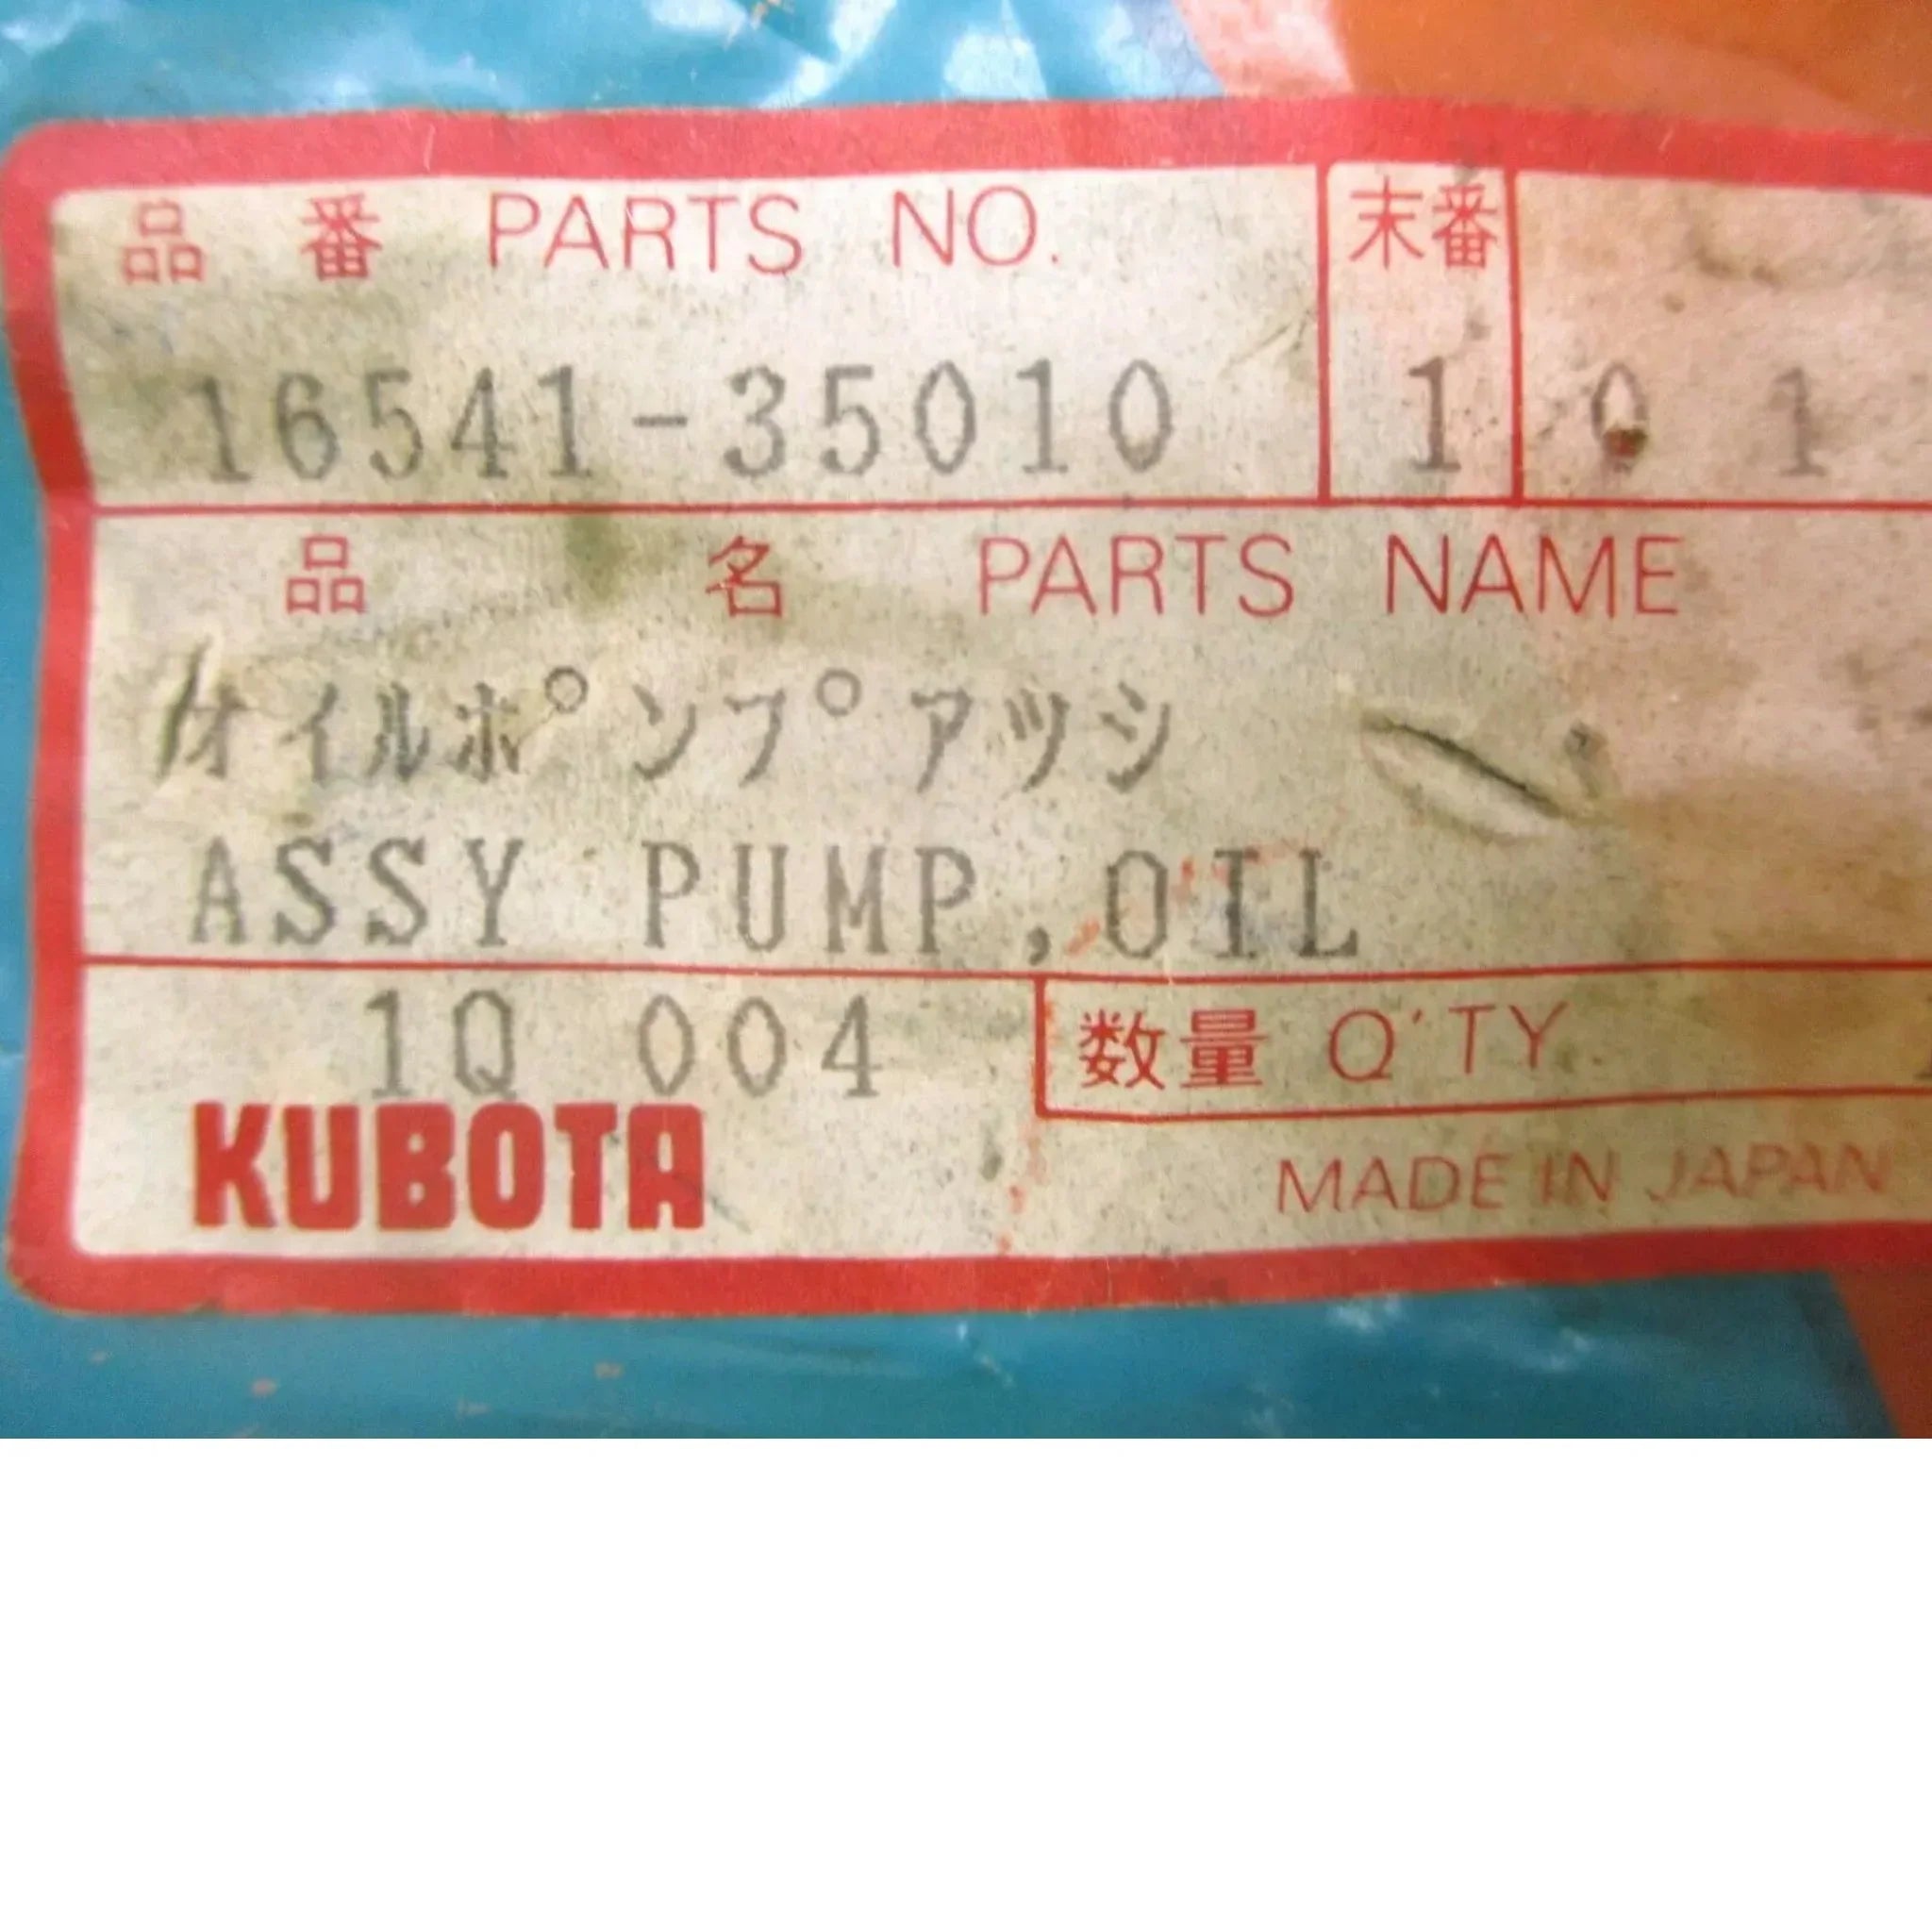 品 番 PARTS NO. 末番
16541-35010 1 0 1
品 名 PARTS NAME
オイルポンプ アツシ
ASSY PUMP,OIL
1Q 004 数量 Q'TY.
KUBOTA
MADE IN JAPAN